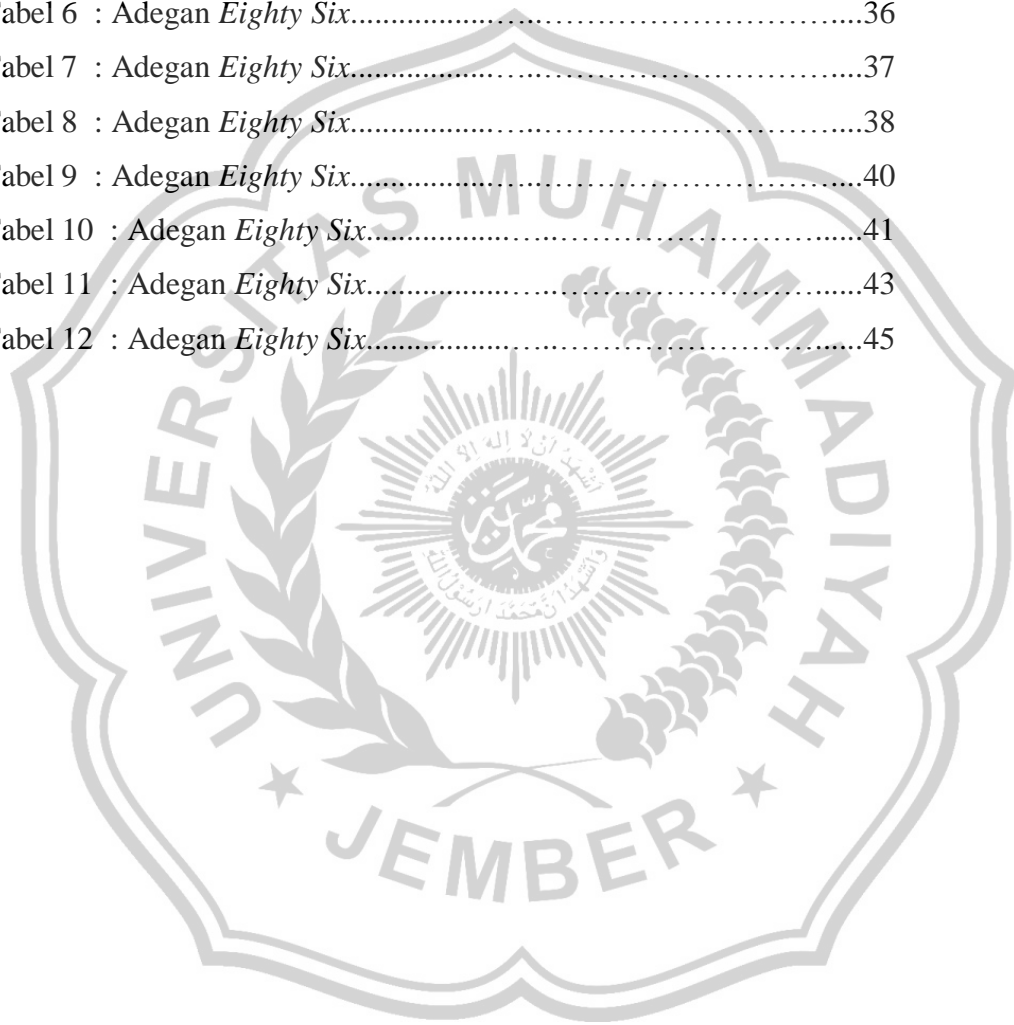 abel 6 : Adegan Eighty Six....................…..…………………………....36
abel 7 : Adegan Eighty Six....................…..…………………………....37
abel 8 : Adegan Eighty Six....................…..…………………………....38
abel 9 : Adegan Eighty Six....................…..…………………………....40
abel 10 : Adegan Eighty Six....................…..………………………......41
abel 11 : Adegan Eighty Six....................…..………………………......43
abel 12 : Adegan Eighty Six....................…..………………………......45
UNIVERSITAS MUHAMMADIYAH
JEMBER